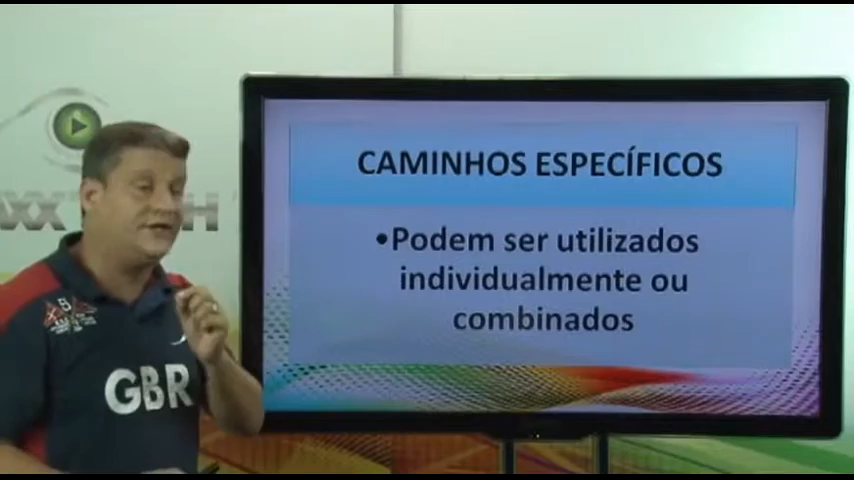 CAMINHOS ESPECÍFICOS
•Podem ser utilizados
individualmente ou
combinados
GBR